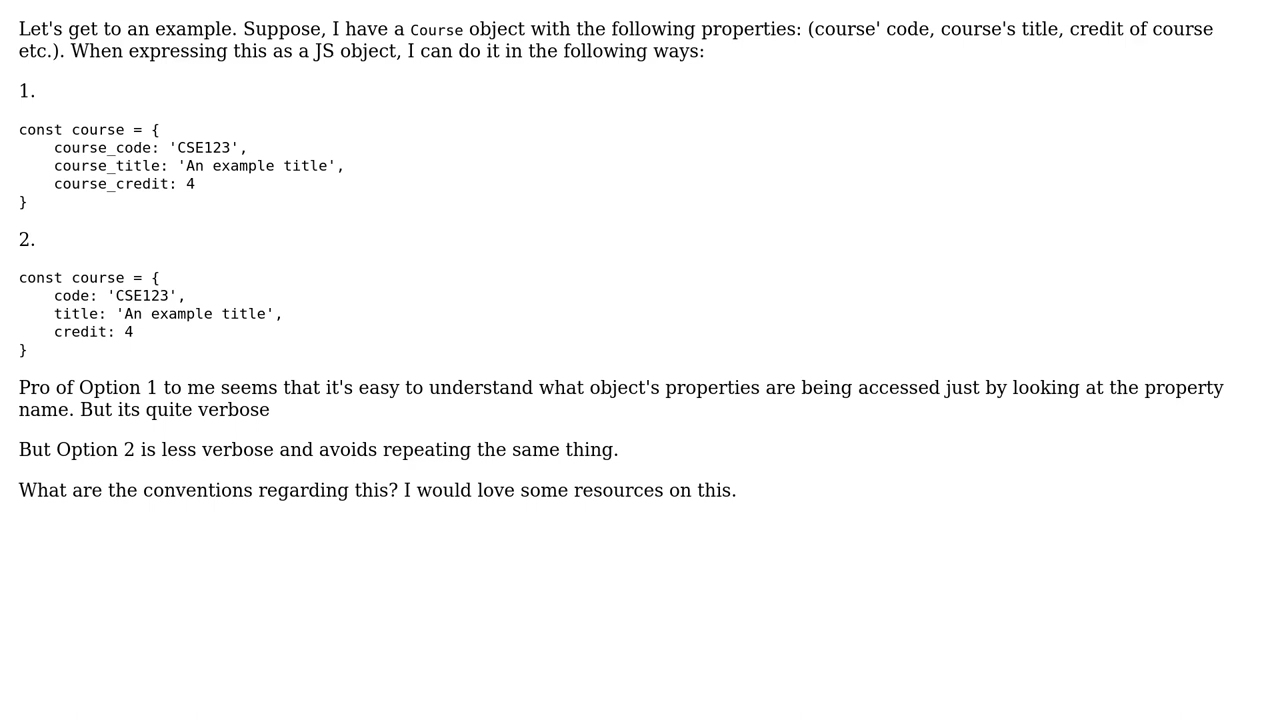 Let's get to an example. Suppose, I have a Course object with the following properties: (course' code, course's title, credit of course
etc.). When expressing this as a JS object, I can do it in the following ways:
1.
const course = {
    course_code: 'CSE123',
    course_title: 'An example title',
    course_credit: 4
}
2.
const course = {
    code: 'CSE123',
    title: 'An example title',
    credit: 4
}
Pro of Option 1 to me seems that it's easy to understand what object's properties are being accessed just by looking at the property
name. But its quite verbose
But Option 2 is less verbose and avoids repeating the same thing.
What are the conventions regarding this? I would love some resources on this.